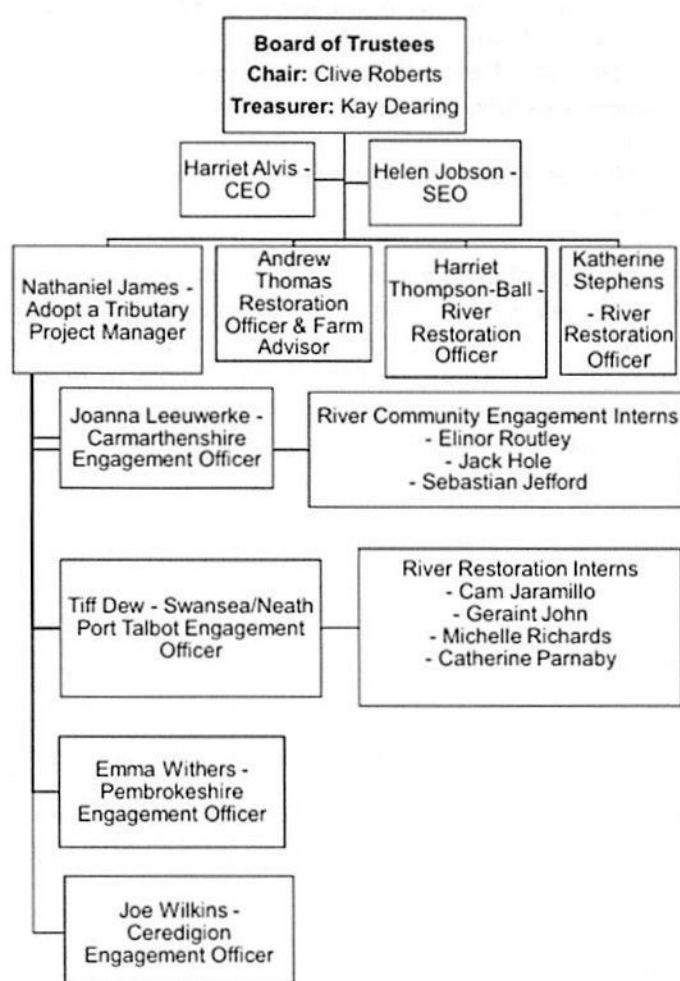 Board of Trustees
Chair: Clive Roberts
Treasurer: Kay Dearing
Harriet Alvis -
CEO
Helen Jobson -
SEO
Nathaniel James -
Adopt a Tributary
Project Manager
Andrew
Thomas
Restoration
Officer & Farm
Advisor
Harriet
Thompson-Ball -
River
Restoration
Officer
Katherine
Stephens
- River
Restoration
Officer
Joanna Leeuwerke -
Carmarthenshire
Engagement Officer
River Community Engagement Interns
- Elinor Routley
- Jack Hole
- Sebastian Jefford
Tiff Dew - Swansea/Neath
Port Talbot Engagement
Officer
River Restoration Interns
- Cam Jaramillo
- Geraint John
- Michelle Richards
- Catherine Parnaby
Emma Withers -
Pembrokeshire
Engagement Officer
Joe Wilkins -
Ceredigion
Engagement Officer